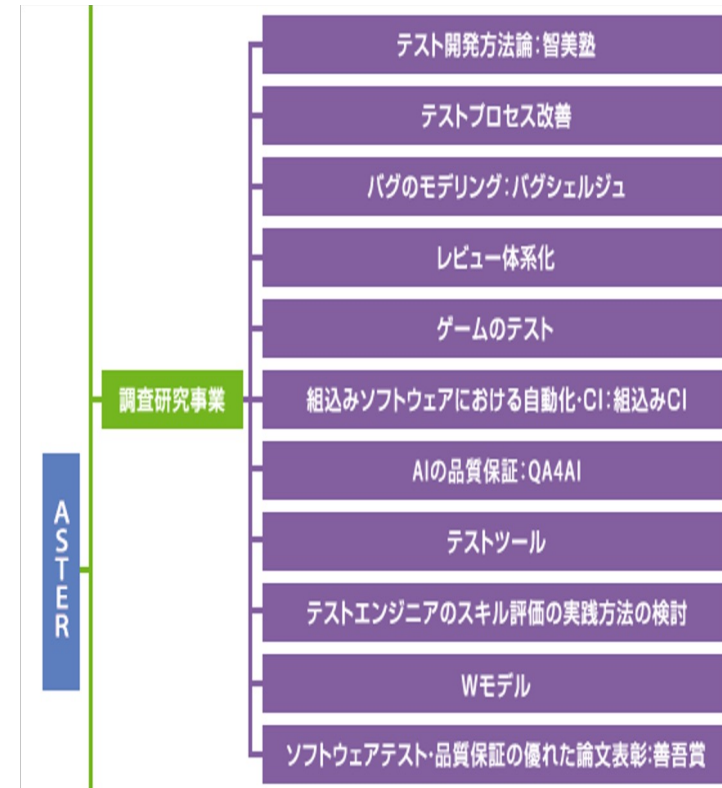 テスト開発方法論:智美塾
テストプロセス改善
バグのモデリング:バグシェルジュ
レビュー体系化
ゲームのテスト
調査研究事業
組込みソフトウェアにおける自動化・CI:組込みCI
AIの品質保証:QA4AI
テストツール
ASTER
テストエンジニアのスキル評価の実践方法の検討
Wモデル
ソフトウェアテスト・品質保証の優れた論文表彰:善吾賞